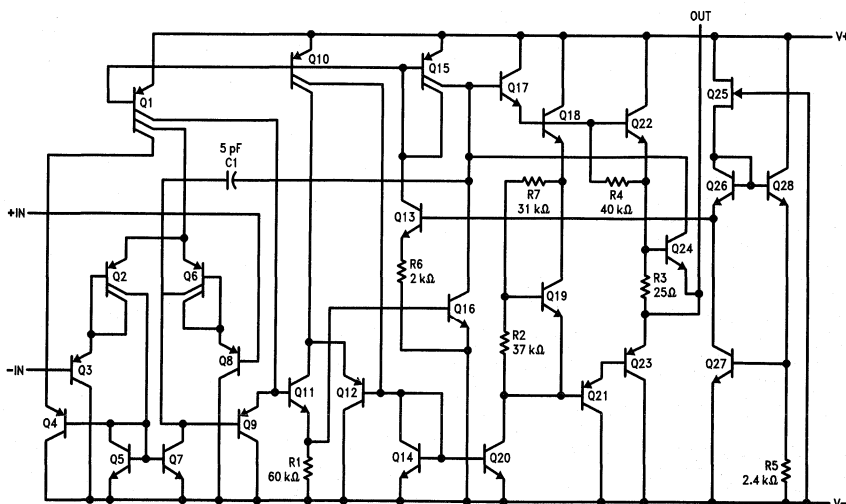 OUT
V+
Q10
Q15
Q1
Q17
Q18
Q22
Q25
5 pF
C1
R7
31 kΩ
R4
40 kΩ
Q26
Q28
+IN
Q13
Q24
Q2
Q6
R6
2 kΩ
R3
25Ω
Q16
Q19
R2
37 kΩ
-IN
Q3
Q8
Q11
Q12
Q23
Q27
Q21
Q4
Q9
Q5
Q7
R1
60 kΩ
Q14
Q20
R5
2.4 kΩ
V-